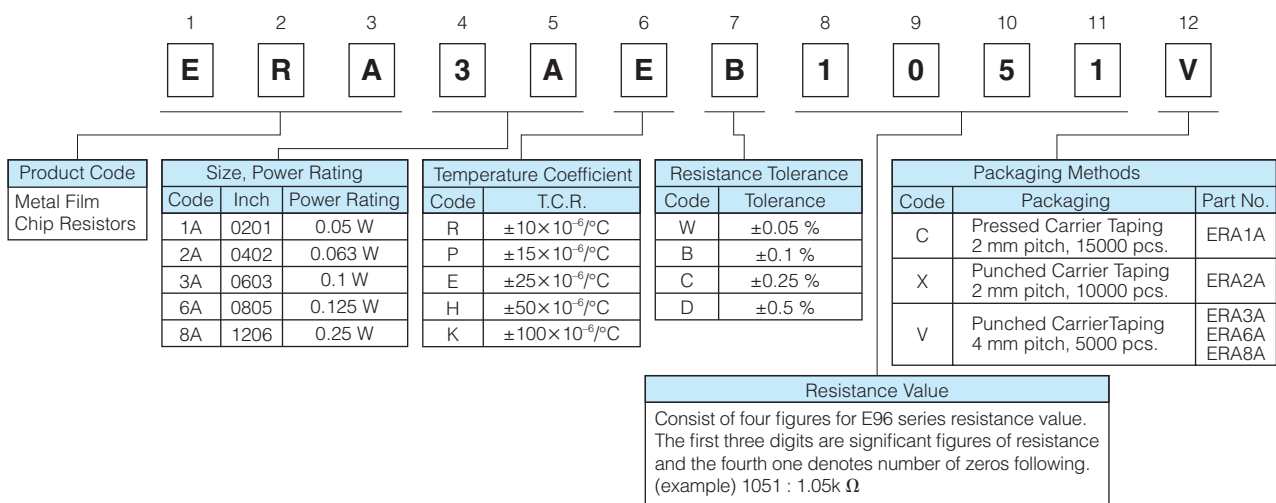 1 2 3 4 5 6 7 8 9 10 11 12
E R A 3 A E B 1 0 5 1 V
Product Code
Metal Film
Chip Resistors
Size, Power Rating
Code Inch Power Rating
1A 0201 0.05 W
2A 0402 0.063 W
3A 0603 0.1 W
6A 0805 0.125 W
8A 1206 0.25 W
Temperature Coefficient
Code T.C.R.
R ±10×10⁻⁶/°C
P ±15×10⁻⁶/°C
E ±25×10⁻⁶/°C
H ±50×10⁻⁶/°C
K ±100×10⁻⁶/°C
Resistance Tolerance
Code Tolerance
W ±0.05 %
B ±0.1 %
C ±0.25 %
D ±0.5 %
Packaging Methods
Code Packaging Part No.
C Pressed Carrier Taping
2 mm pitch, 15000 pcs. ERA1A
X Punched Carrier Taping
2 mm pitch, 10000 pcs. ERA2A
V Punched CarrierTaping
4 mm pitch, 5000 pcs. ERA3A
ERA6A
ERA8A
Resistance Value
Consist of four figures for E96 series resistance value.
The first three digits are significant figures of resistance
and the fourth one denotes number of zeros following.
(example) 1051 : 1.05k Ω